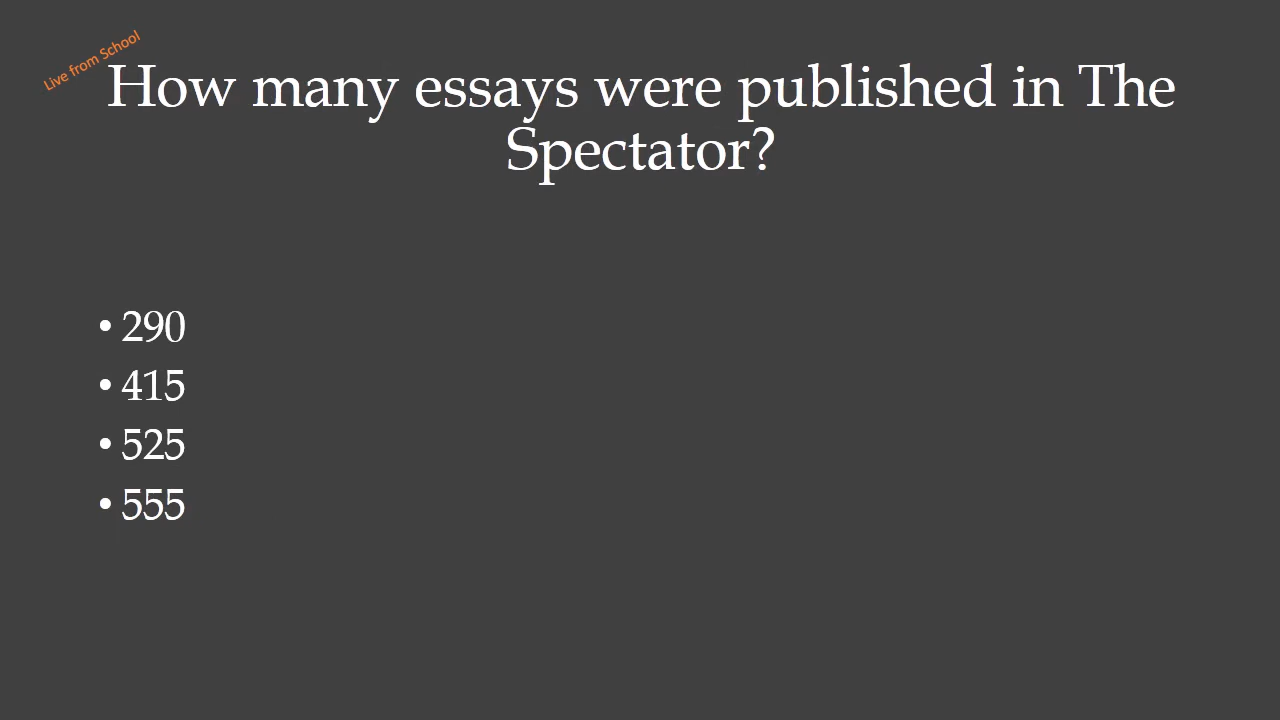 Live from School
How many essays were published in The
Spectator?
• 290
• 415
• 525
• 555